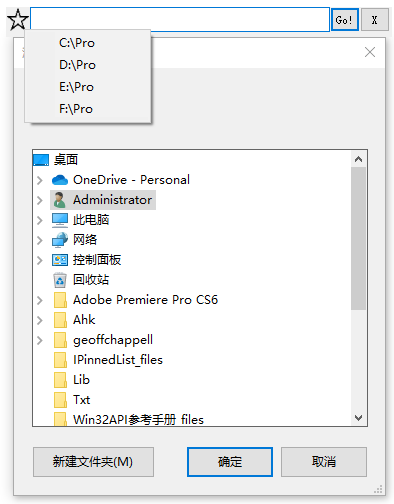 Go!
X
C:\Pro
D:\Pro
E:\Pro
F:\Pro
桌面
OneDrive - Personal
Administrator
此电脑
网络
控制面板
回收站
Adobe Premiere Pro CS6
Ahk
geoffchappell
IPinnedList_files
Lib
Txt
Win32API参考手册_files
新建文件夹(M)
确定
取消